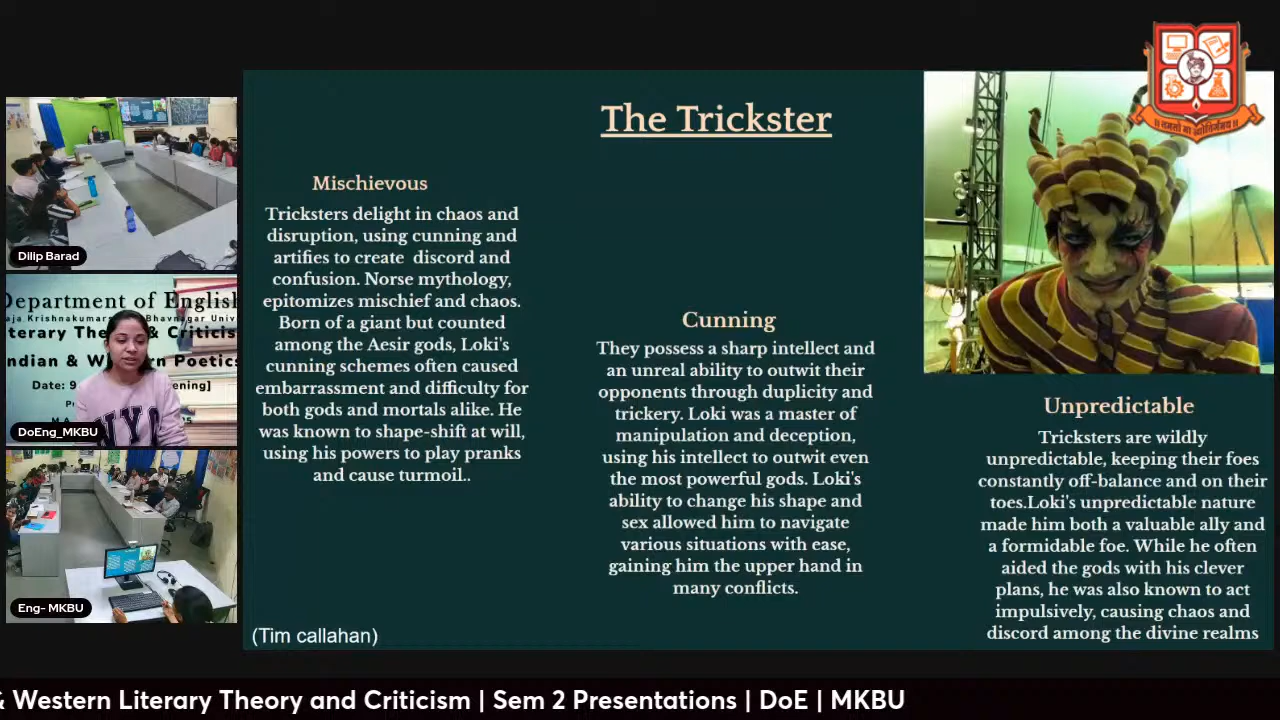 The Trickster
Mischievous
Tricksters delight in chaos and
disruption, using cunning and
artifies to create discord and
confusion. Norse mythology,
epitomizes mischief and chaos.
Born of a giant but counted
among the Aesir gods, Loki's
cunning schemes often caused
embarrassment and difficulty for
both gods and mortals alike. He
was known to shape-shift at will,
using his powers to play pranks
and cause turmoil..
Cunning
They possess a sharp intellect and
an unreal ability to outwit their
opponents through duplicity and
trickery. Loki was a master of
manipulation and deception,
using his intellect to outwit even
the most powerful gods. Loki's
ability to change his shape and
sex allowed him to navigate
various situations with ease,
gaining him the upper hand in
many conflicts.
Unpredictable
Tricksters are wildly
unpredictable, keeping their foes
constantly off-balance and on their
toes.Loki's unpredictable nature
made him both a valuable ally and
a formidable foe. While he often
aided the gods with his clever
plans, he was also known to act
impulsively, causing chaos and
discord among the divine realms
(Tim callahan)
|| तमसो मा ज्योतिर्गमय ||
Dilip Barad
Department of English
Krishnakumars Bhavnagar Univ
Criticis
Indian & Western Poetics
Date: 9
NYC
DoEng_MKBU
Eng- MKBU
& Western Literary Theory and Criticism | Sem 2 Presentations | DoE | MKBU